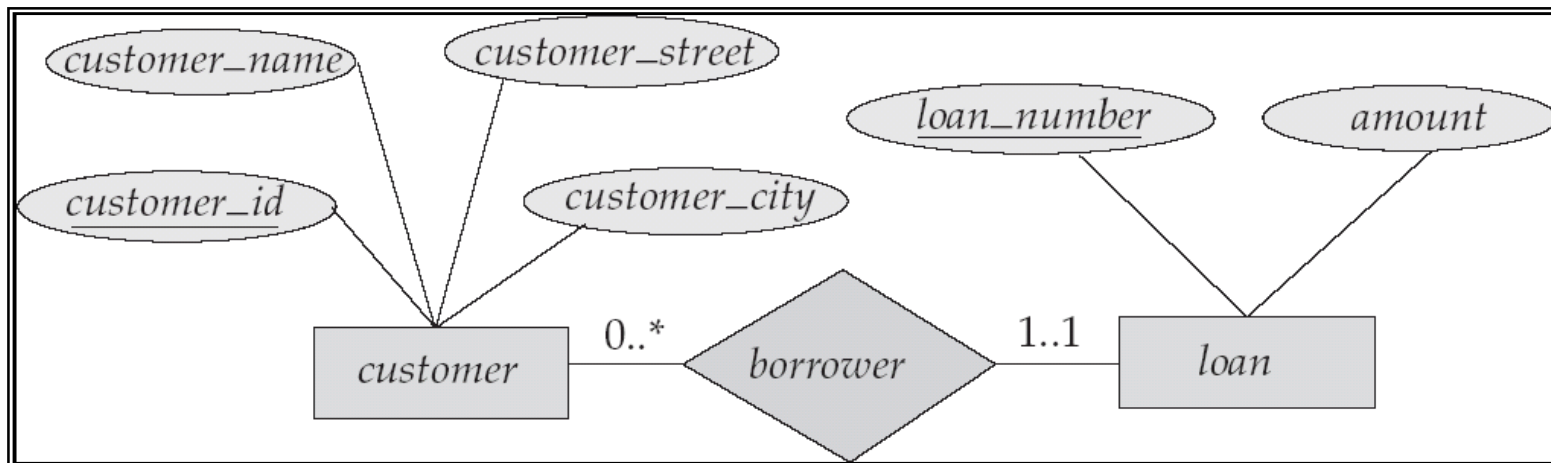 customer_name
customer_street
loan_number
amount
customer_id
customer_city
customer
0..*
borrower
1..1
loan